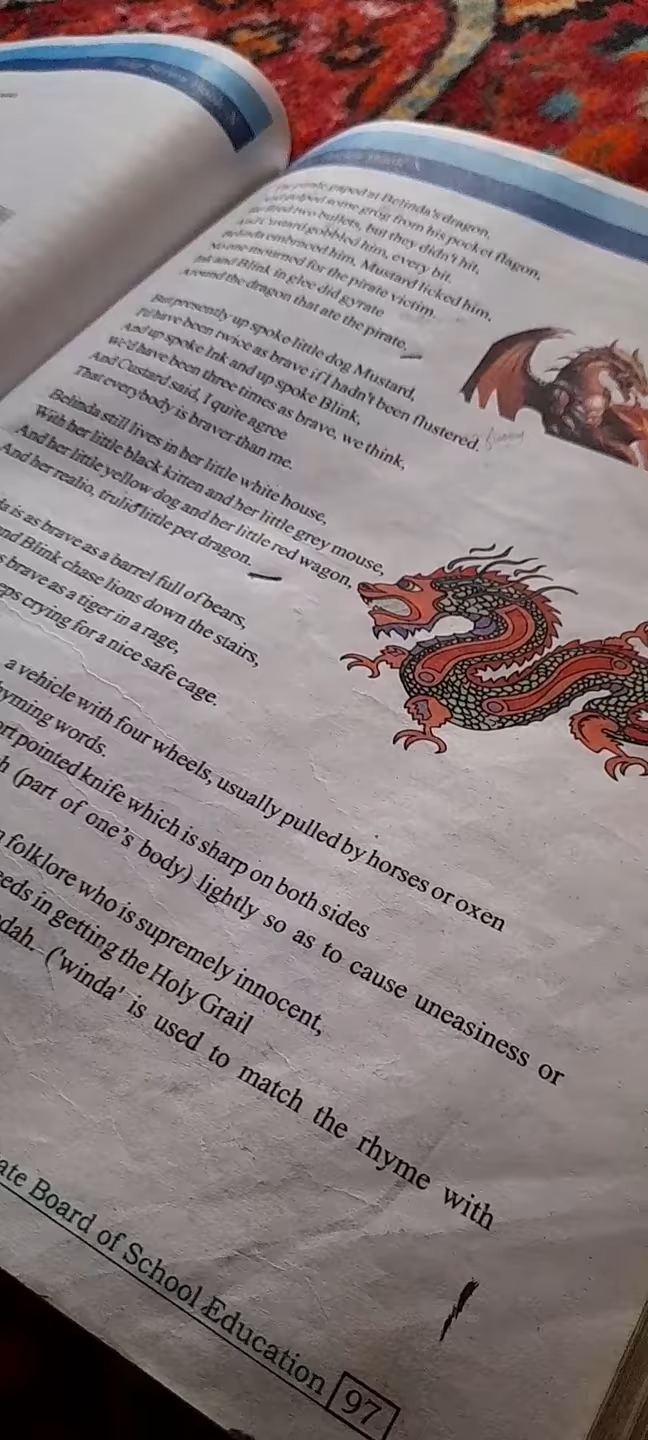 pirate gaped at Belinda's dragon,
gulped some grog from his pocket flagon,
fired two bullets, but they didn't hit,
And Custard gobbled him, every bit.
Belinda embraced him, Mustard licked him,
No one mourned for the pirate victim.
Ink and Blink in glee did gyrate
Around the dragon that ate the pirate.
But presently up spoke little dog Mustard,
I'd have been twice as brave if I hadn't been flustered.
And up spoke Ink and up spoke Blink,
We'd have been three times as brave, we think,
And Custard said, I quite agree
That everybody is braver than me.
Belinda still lives in her little white house,
With her little black kitten and her little grey mouse,
And her little yellow dog and her little red wagon,
And her realio, trulio little pet dragon.
da is as brave as a barrel full of bears,
nd Blink chase lions down the stairs,
s brave as a tiger in a rage,
eps crying for a nice safe cage.
a vehicle with four wheels, usually pulled by horses or oxen
hyming words.
ort pointed knife which is sharp on both sides
h (part of one's body) lightly so as to cause uneasiness or
n folklore who is supremely innocent,
eeds in getting the Holy Grail
dah. ('winda' is used to match the rhyme with
ate Board of School Education 97